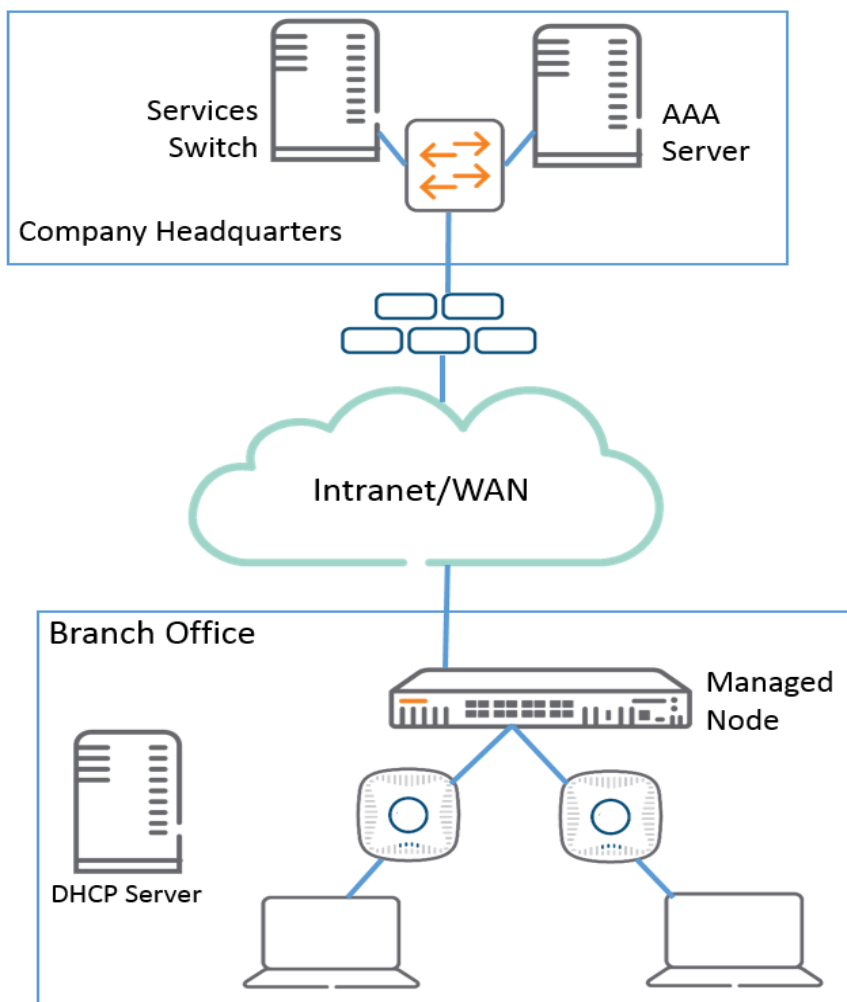 Services
Switch
AAA
Server
Company Headquarters
Intranet/WAN
Branch Office
Managed
Node
DHCP Server